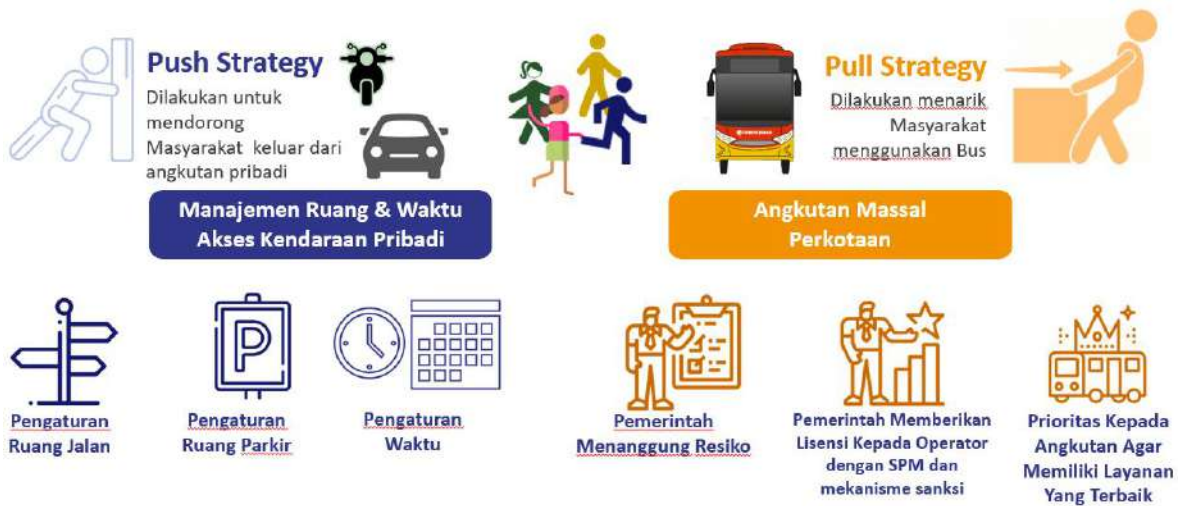 Push Strategy
Dilakukan untuk
mendorong
Masyarakat keluar dari
angkutan pribadi
Manajemen Ruang & Waktu
Akses Kendaraan Pribadi
Pull Strategy
Dilakukan menarik
Masyarakat
menggunakan Bus
Angkutan Massal
Perkotaan
P
Pengaturan
Ruang Jalan
Pengaturan
Ruang Parkir
Pengaturan
Waktu
Pemerintah
Menanggung Resiko
Pemerintah Memberikan
Lisensi Kepada Operator
dengan SPM dan
mekanisme sanksi
Prioritas Kepada
Angkutan Agar
Memiliki Layanan
Yang Terbaik